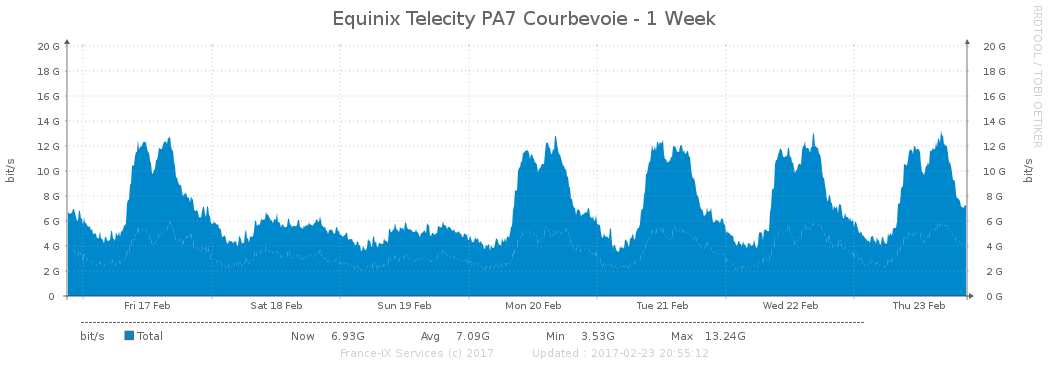 Equinix Telecity PA7 Courbevoie - 1 Week
RRDTOOL / TOBI OETIKER
bit/s
20 G
18 G
16 G
14 G
12 G
10 G
8 G
6 G
4 G
2 G
0
20 G
18 G
16 G
14 G
12 G
10 G
8 G
6 G
4 G
2 G
0 G
bit/s
Fri 17 Feb Sat 18 Feb Sun 19 Feb Mon 20 Feb Tue 21 Feb Wed 22 Feb Thu 23 Feb
bit/s Total Now 6.93G Avg 7.09G Min 3.53G Max 13.24G
France-IX Services (c) 2017 Updated : 2017-02-23 20:55:12